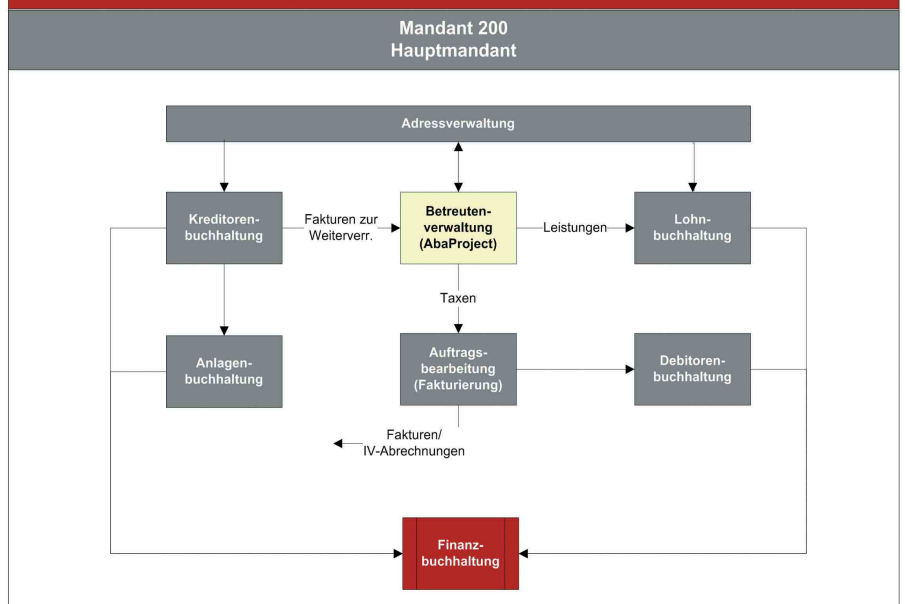 Mandant 200
Hauptmandant
Adressverwaltung
Kreditoren-
buchhaltung
Fakturen zur
Weiterverr.
Betreuten-
verwaltung
(AbaProject)
Leistungen
Lohn-
buchhaltung
Taxen
Anlagen-
buchhaltung
Auftrags-
bearbeitung
(Fakturierung)
Debitoren-
buchhaltung
Fakturen/
IV-Abrechnungen
Finanz-
buchhaltung